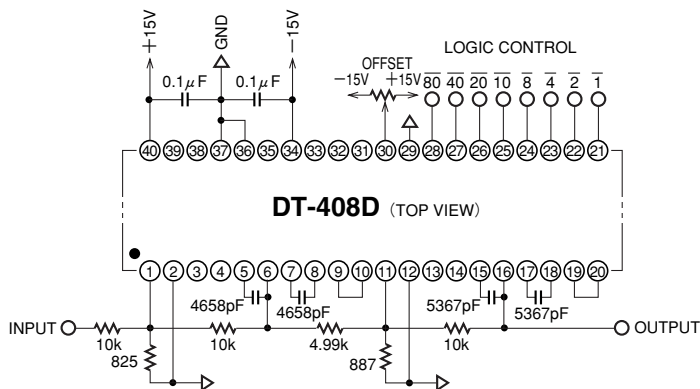 +15V GND −15V
OFFSET LOGIC CONTROL
−15V +15V
0.1μF 0.1μF
80 40 20 10 8 4 2 1
40 39 38 37 36 35 34 33 32 31 30 29 28 27 26 25 24 23 22 21
DT-408D (TOP VIEW)
1 2 3 4 5 6 7 8 9 10 11 12 13 14 15 16 17 18 19 20
4658pF 4658pF 5367pF 5367pF
INPUT OUTPUT
10k 10k 4.99k 10k
825 887